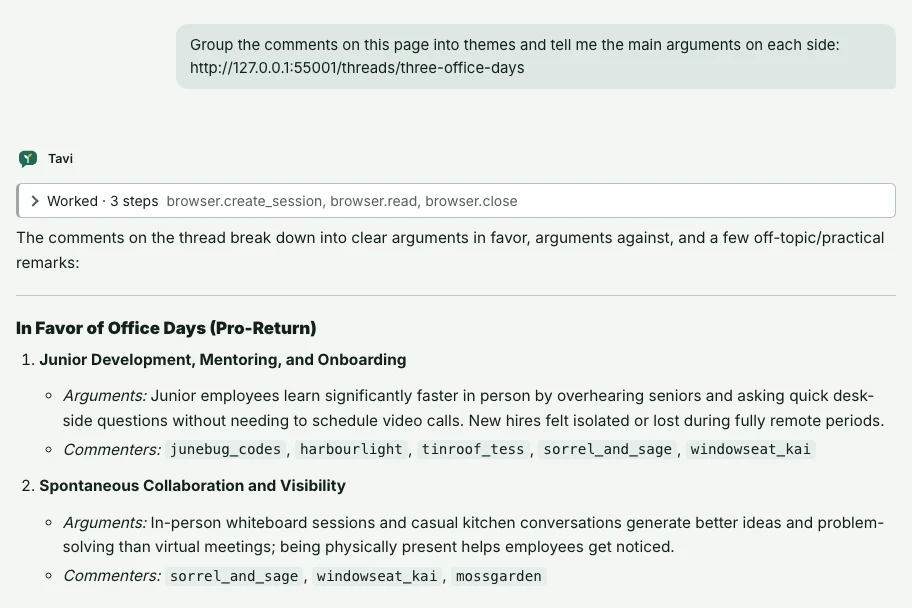 Group the comments on this page into themes and tell me the main arguments on each side:
http://127.0.0.1:55001/threads/three-office-days
Tavi
Worked · 3 steps browser.create_session, browser.read, browser.close
The comments on the thread break down into clear arguments in favor, arguments against, and a few off-topic/practical
remarks:
In Favor of Office Days (Pro-Return)
1. Junior Development, Mentoring, and Onboarding
Arguments: Junior employees learn significantly faster in person by overhearing seniors and asking quick desk-
side questions without needing to schedule video calls. New hires felt isolated or lost during fully remote periods.
Commenters: junebug_codes, harbourlight, tinroof_tess, sorrel_and_sage, windowseat_kai
2. Spontaneous Collaboration and Visibility
Arguments: In-person whiteboard sessions and casual kitchen conversations generate better ideas and problem-
solving than virtual meetings; being physically present helps employees get noticed.
Commenters: sorrel_and_sage, windowseat_kai, mossgarden